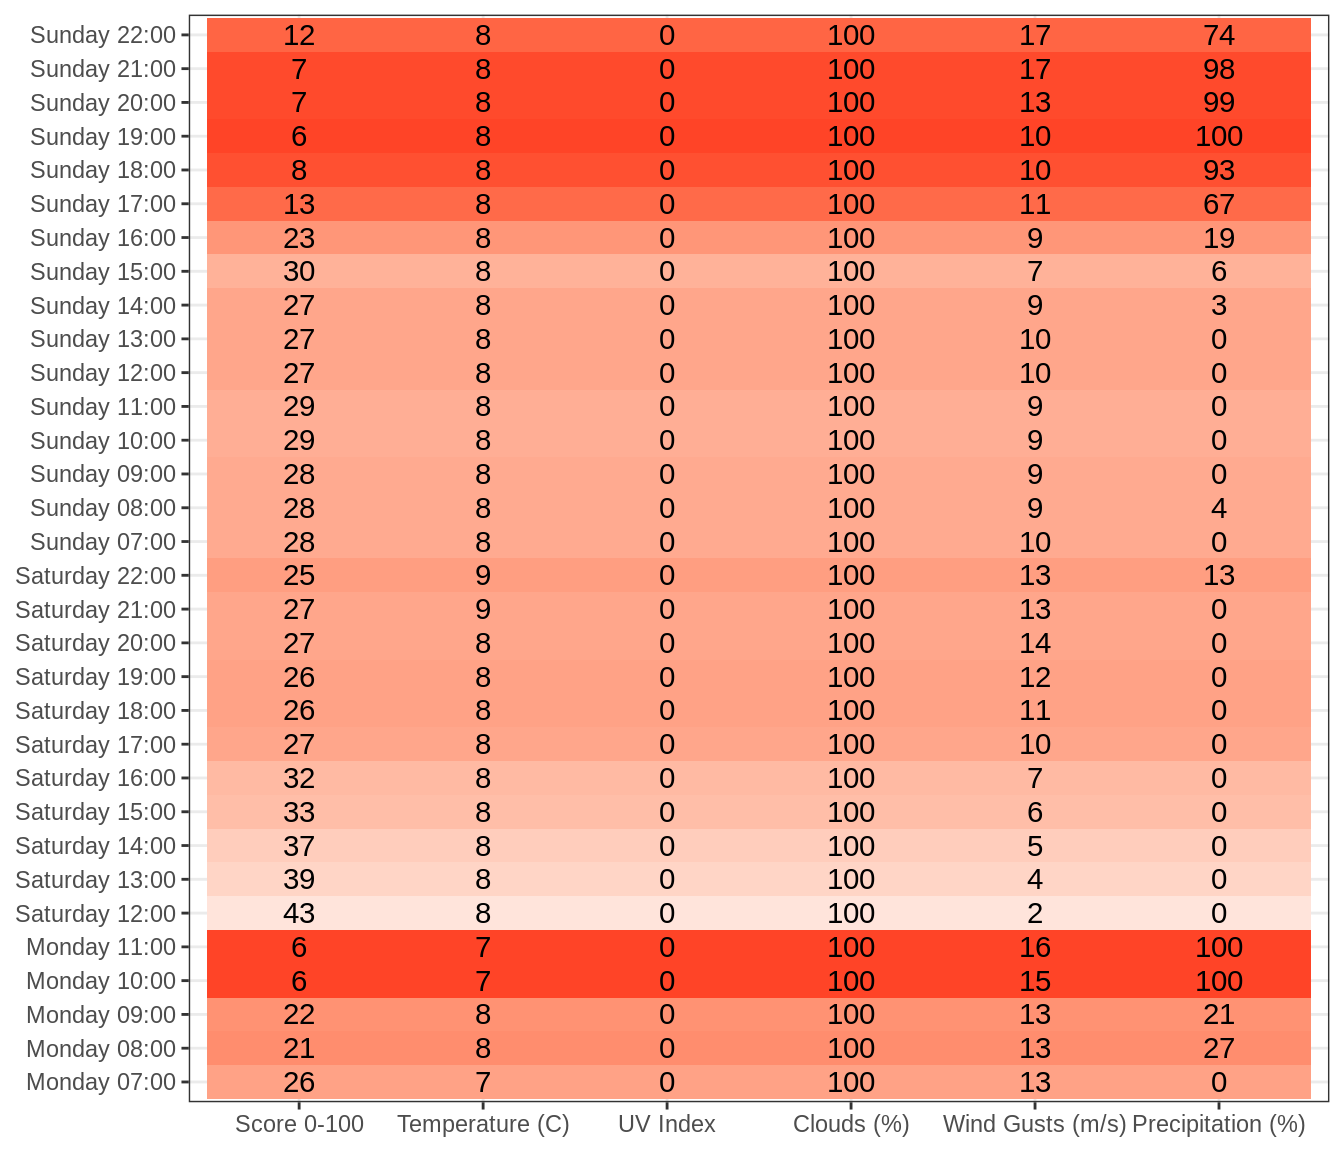 Sunday 22:00 12 8 0 100 17 74
Sunday 21:00 7 8 0 100 17 98
Sunday 20:00 7 8 0 100 13 99
Sunday 19:00 6 8 0 100 10 100
Sunday 18:00 8 8 0 100 10 93
Sunday 17:00 13 8 0 100 11 67
Sunday 16:00 23 8 0 100 9 19
Sunday 15:00 30 8 0 100 7 6
Sunday 14:00 27 8 0 100 9 3
Sunday 13:00 27 8 0 100 10 0
Sunday 12:00 27 8 0 100 10 0
Sunday 11:00 29 8 0 100 9 0
Sunday 10:00 29 8 0 100 9 0
Sunday 09:00 28 8 0 100 9 0
Sunday 08:00 28 8 0 100 9 4
Sunday 07:00 28 8 0 100 10 0
Saturday 22:00 25 9 0 100 13 13
Saturday 21:00 27 9 0 100 13 0
Saturday 20:00 27 8 0 100 14 0
Saturday 19:00 26 8 0 100 12 0
Saturday 18:00 26 8 0 100 11 0
Saturday 17:00 27 8 0 100 10 0
Saturday 16:00 32 8 0 100 7 0
Saturday 15:00 33 8 0 100 6 0
Saturday 14:00 37 8 0 100 5 0
Saturday 13:00 39 8 0 100 4 0
Saturday 12:00 43 8 0 100 2 0
Monday 11:00 6 7 0 100 16 100
Monday 10:00 6 7 0 100 15 100
Monday 09:00 22 8 0 100 13 21
Monday 08:00 21 8 0 100 13 27
Monday 07:00 26 7 0 100 13 0
Score 0-100 Temperature (C) UV Index Clouds (%) Wind Gusts (m/s) Precipitation (%)